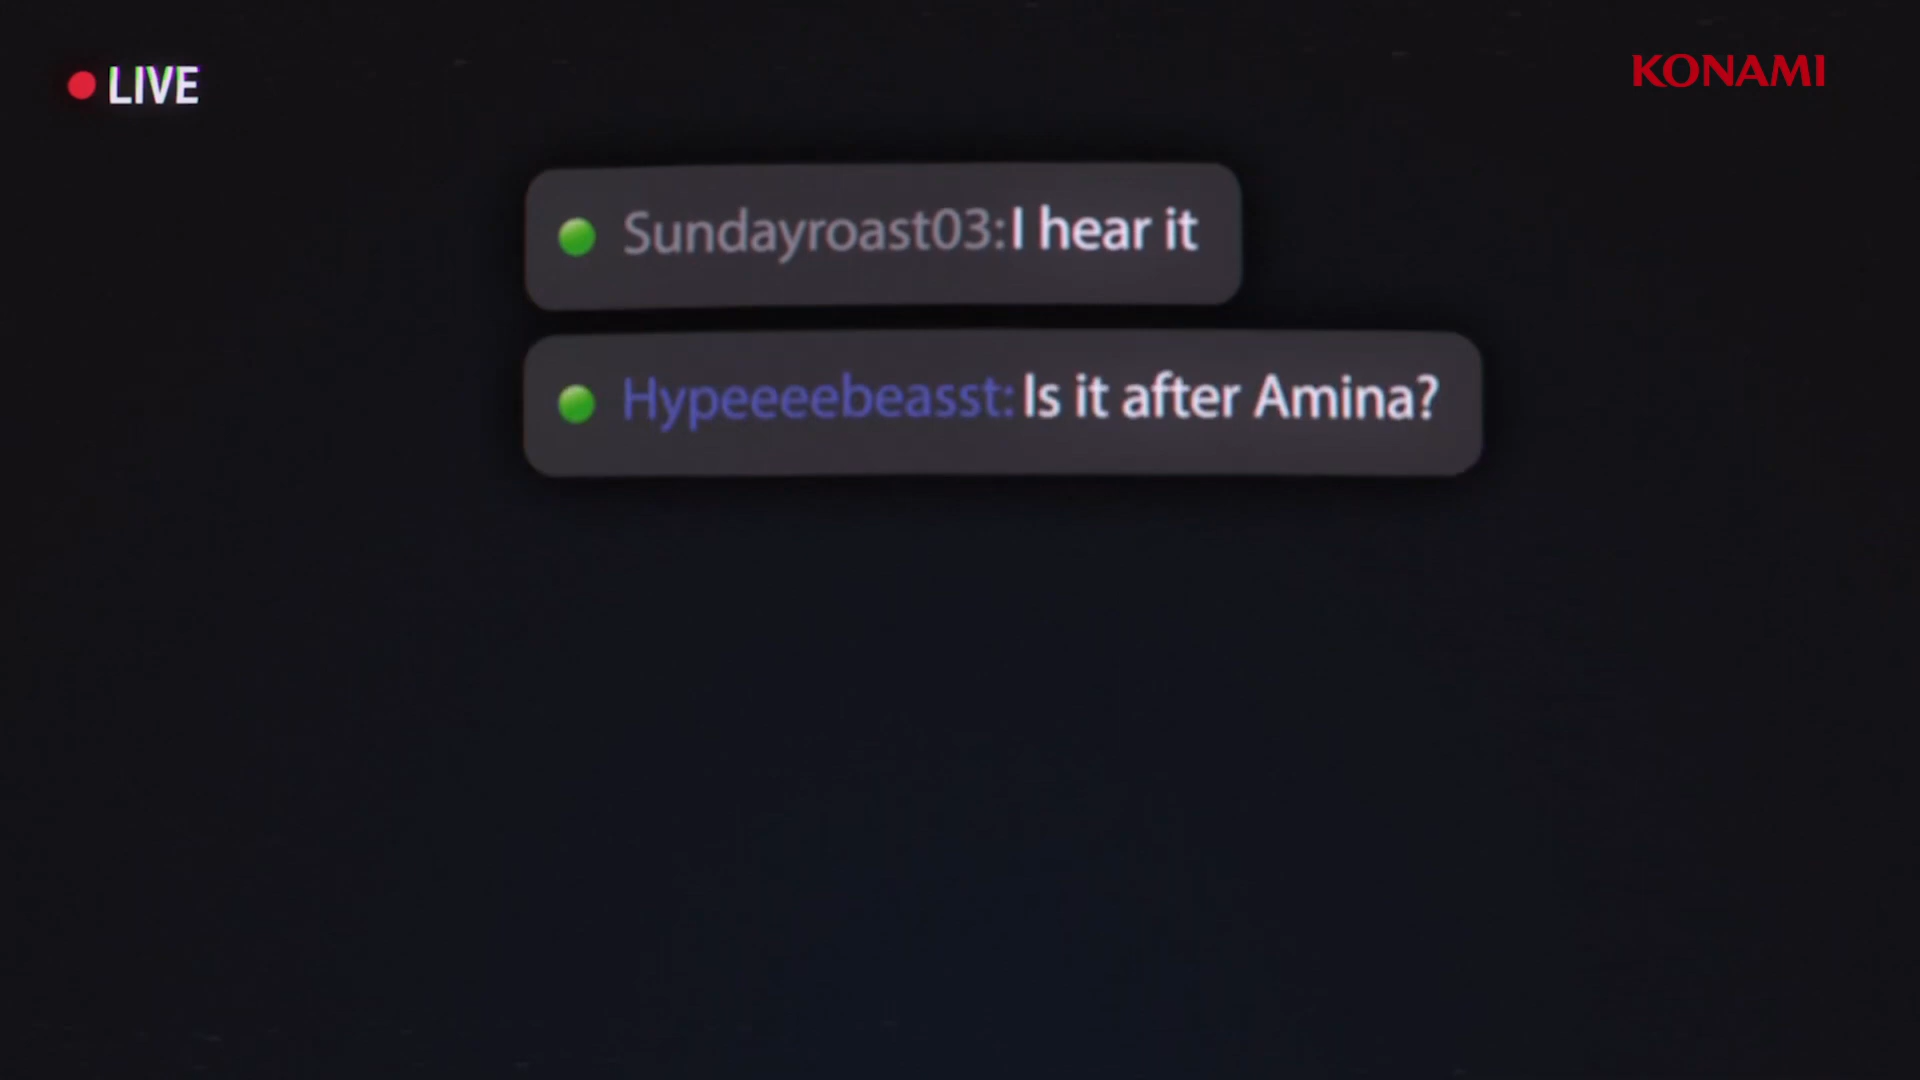 LIVE
KONAMI
Sundayroast03: I hear it
Hypeeeebeasst: Is it after Amina?